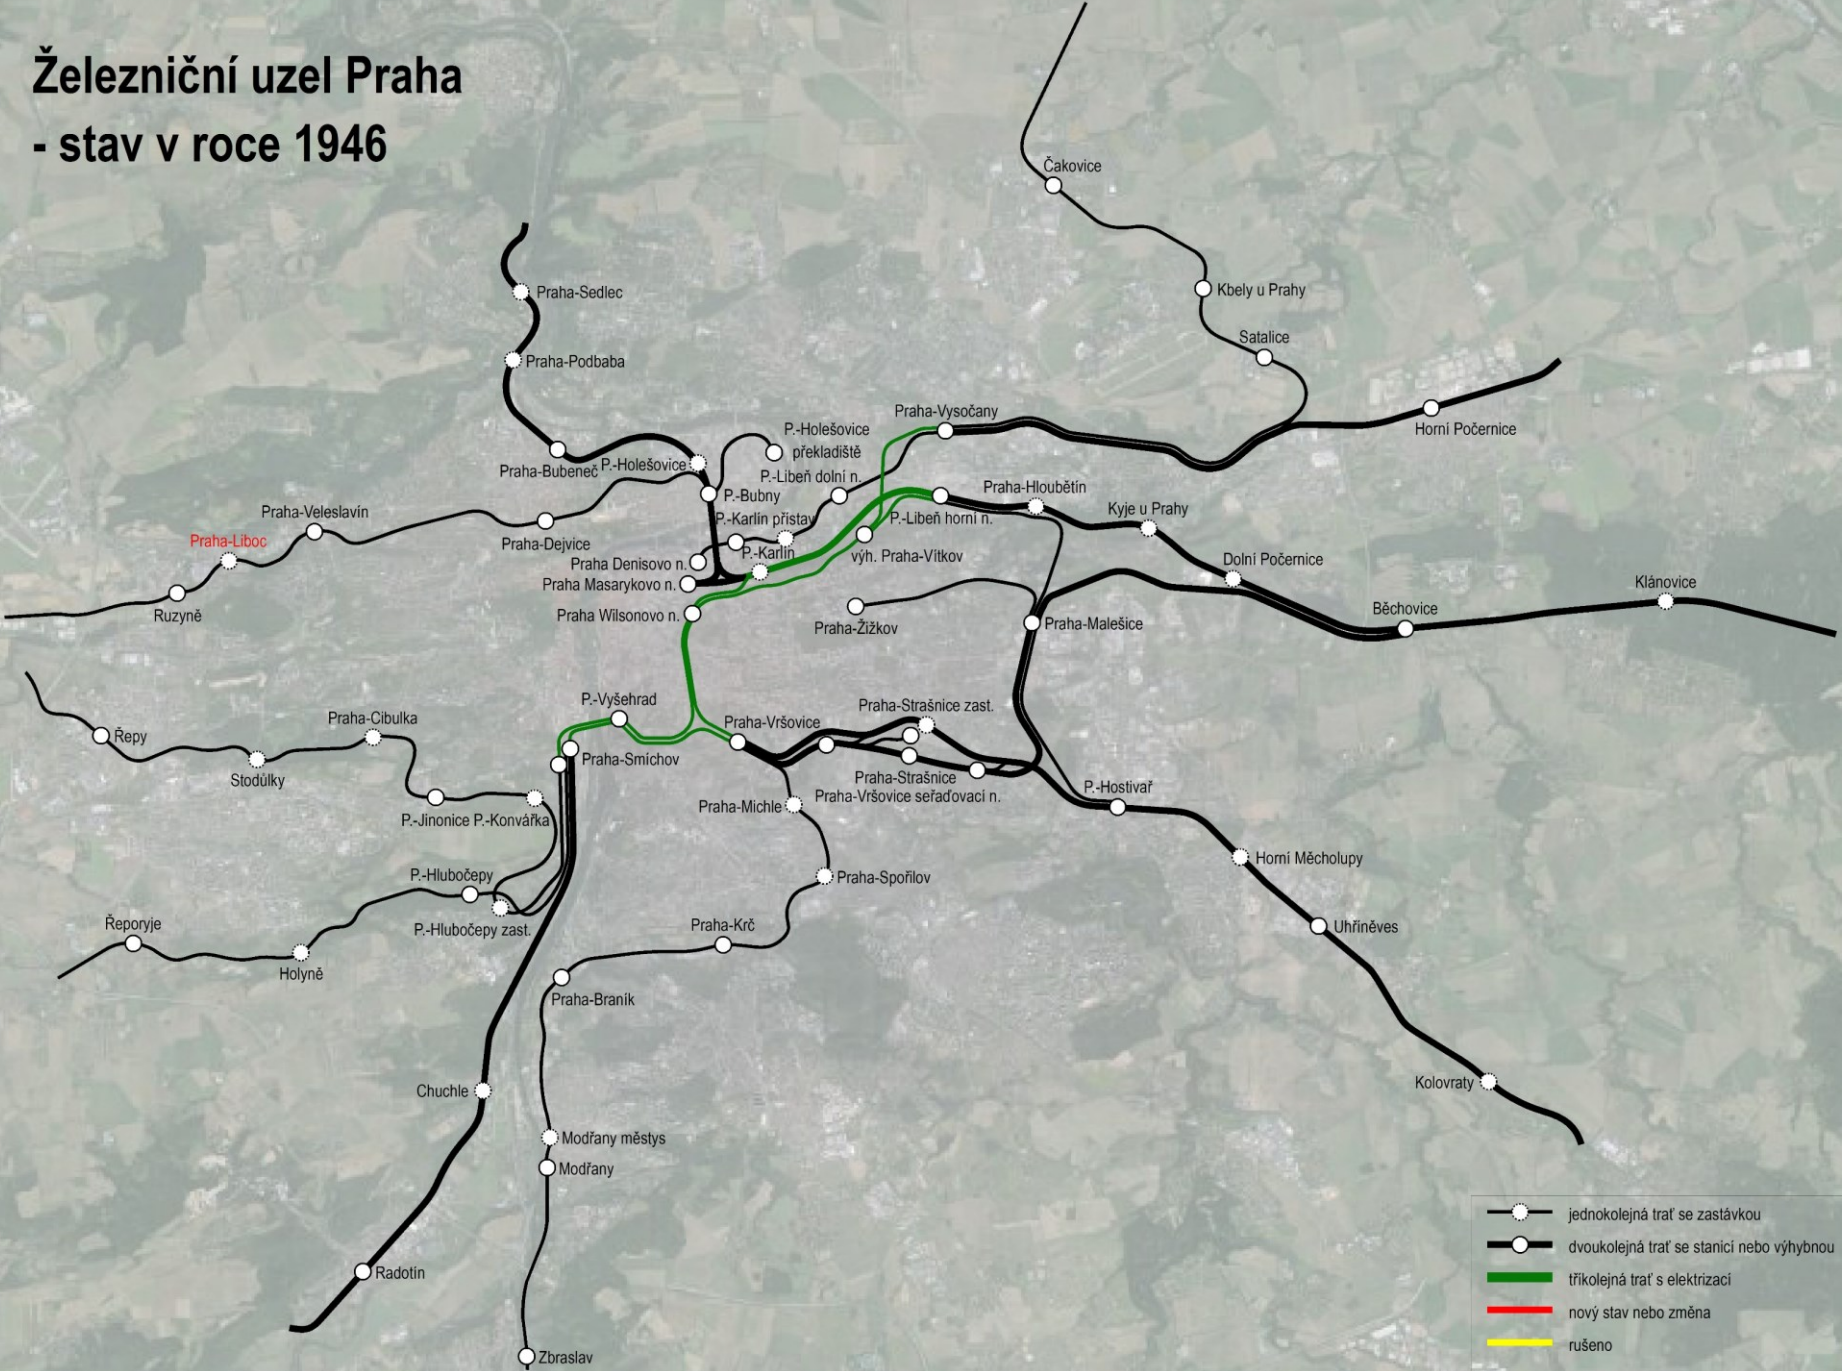 Železniční uzel Praha
- stav v roce 1946
Čakovice
Praha-Sedlec
Kbely u Prahy
Satalice
Praha-Podbaba
Praha-Vysočany
Horní Počernice
P.-Holešovice
překladiště
Praha-Bubeneč
P.-Holešovice
P.-Libeň dolní n.
P.-Bubny
Praha-Hloubětín
Praha-Veleslavín
P.-Karlín přístav
P.-Libeň horní n.
Kyje u Prahy
Praha-Liboc
Praha-Dejvice
P.-Karlín
výh. Praha-Vítkov
Praha Denisovo n.
Dolní Počernice
Praha Masarykovo n.
Klánovice
Ruzyně
Praha Wilsonovo n.
Praha-Žižkov
Praha-Malešice
Běchovice
P.-Vyšehrad
Praha-Strašnice zast.
Praha-Cibulka
Praha-Vršovice
Řepy
Praha-Smíchov
Stodůlky
Praha-Strašnice
P.-Hostivař
Praha-Vršovice seřaďovací n.
Praha-Michle
P.-Jinonice
P.-Konvářka
Horní Měcholupy
P.-Hlubočepy
Praha-Spořilov
Řeporyje
P.-Hlubočepy zast.
Praha-Krč
Uhříněves
Holyně
Praha-Braník
Chuchle
Kolovraty
Modřany městys
Modřany
Radotín
Zbraslav
jednokolejná trať se zastávkou
dvoukolejná trať se stanicí nebo výhybnou
tříkolejná trať s elektrizací
nový stav nebo změna
rušeno